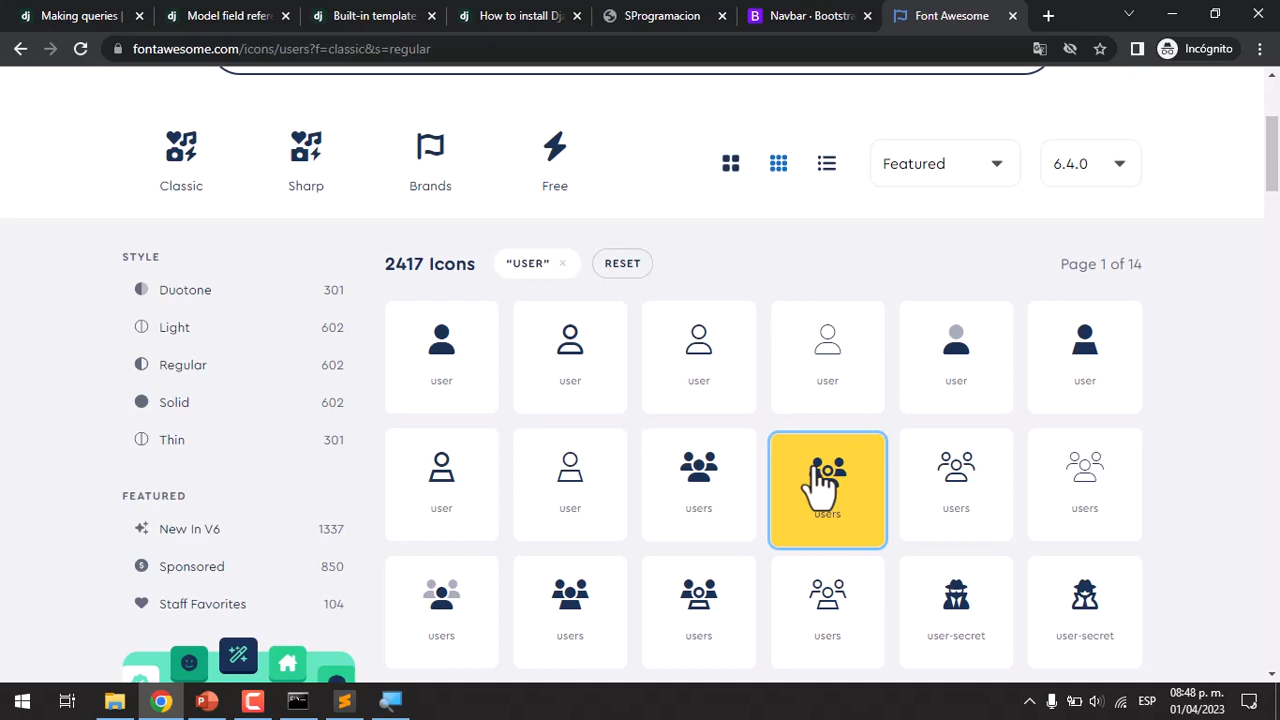 Making queries
Model field refer
Built-in template
How to install Dj
SProgramacion
Navbar · Bootstra
Font Awesome
fontawesome.com/icons/users?f=classic&s=regular
Incógnito
Classic
Sharp
Brands
Free
Featured
6.4.0
STYLE
Duotone 301
Light 602
Regular 602
Solid 602
Thin 301
FEATURED
New In V6 1337
Sponsored 850
Staff Favorites 104
2417 Icons "USER" × RESET Page 1 of 14
user user user user user user
user user users users users users
users users users users user-secret user-secret
ESP
08:48 p. m.
01/04/2023